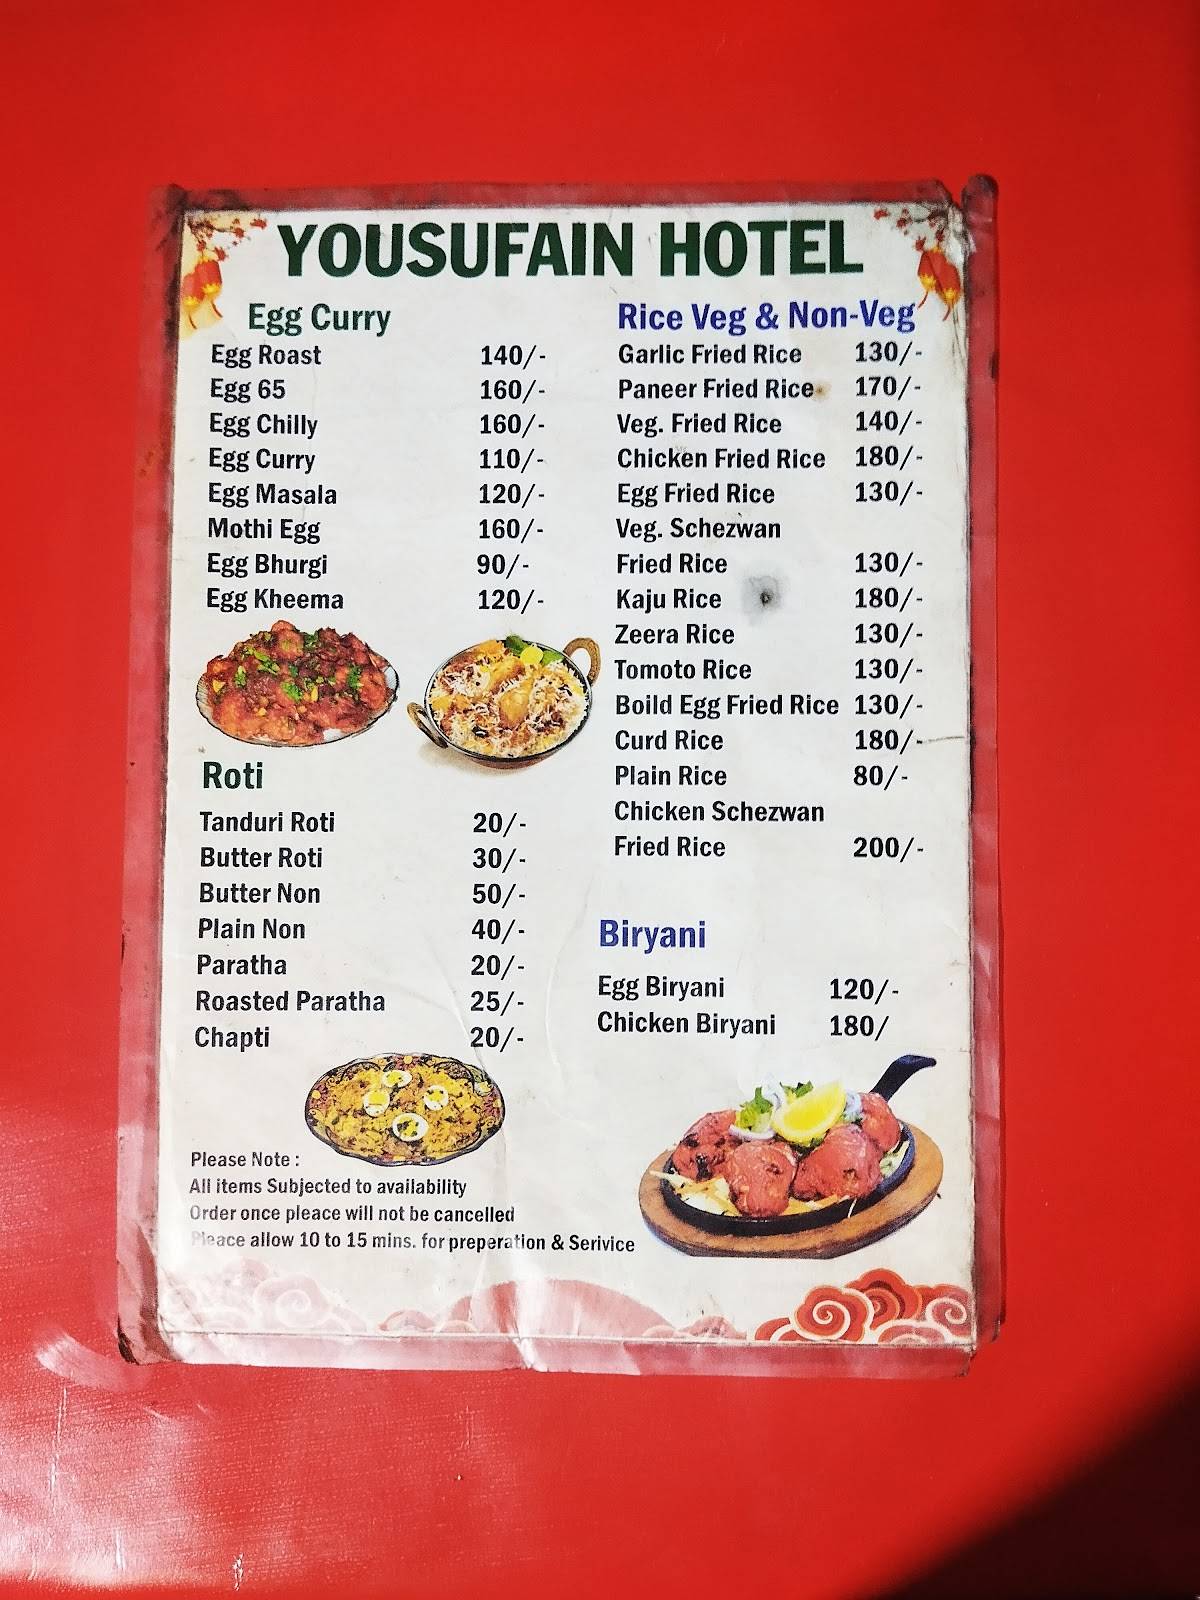 YOUSUFAIN HOTEL
Egg Curry
Egg Roast 140/-
Egg 65 160/-
Egg Chilly 160/-
Egg Curry 110/-
Egg Masala 120/-
Mothi Egg 160/-
Egg Bhurgi 90/-
Egg Kheema 120/-
Roti
Tanduri Roti 20/-
Butter Roti 30/-
Butter Non 50/-
Plain Non 40/-
Paratha 20/-
Roasted Paratha 25/-
Chapti 20/-
Rice Veg & Non-Veg
Garlic Fried Rice 130/-
Paneer Fried Rice 170/-
Veg. Fried Rice 140/-
Chicken Fried Rice 180/-
Egg Fried Rice 130/-
Veg. Schezwan
Fried Rice 130/-
Kaju Rice 180/-
Zeera Rice 130/-
Tomoto Rice 130/-
Boild Egg Fried Rice 130/-
Curd Rice 180/-
Plain Rice 80/-
Chicken Schezwan
Fried Rice 200/-
Biryani
Egg Biryani 120/-
Chicken Biryani 180/
Please Note :
All items Subjected to availability
Order once pleace will not be cancelled
Pleace allow 10 to 15 mins. for preperation & Serivice